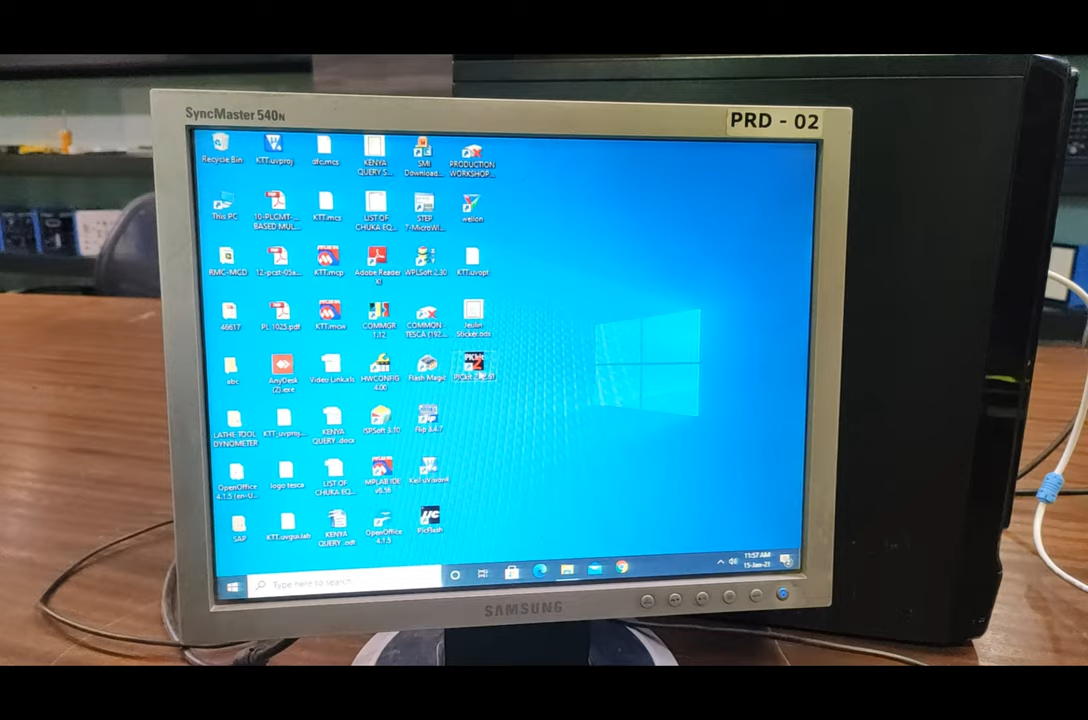 SyncMaster 540N
PRD - 02
Recycle Bin
KTT.uvproj
dfc.mcs
KENYA
QUERY S...
SMI
Download...
PRODUCTION
WORKSHOP...
This PC
10-PLCMT-...
BASED MUL...
KTT.mcs
LIST OF
CHUKA EQ...
STEP
7-MicroWI...
wellon
RMC-MGD
12-pcst-05a...
KTT.mcp
Adobe Reader
XI
WPLSoft 2.30
KTT.uvopt
46617
PL 1025.pdf
KTT.mcw
COMMGR
1.12
COMMON -
TESCA (192...
Jeulin
Sticker.ods
abc
AnyDesk
(2).exe
Video Link.xls
HWCONFIG
4.00
Flash Magic
PICkit 2
LATHE TOOL
DYNOMETER
KTT_uvproj...
KENYA
QUERY .docx
ISPSoft 3.10
Flip 3.4.7
OpenOffice
4.1.5 (en-U...
logo tesca
LIST OF
CHUKA EQ...
MPLAB IDE
v8.56
Keil uVision4
SAP
KTT.uvgui.lab
KENYA
QUERY .odt
OpenOffice
4.1.5
PicFlash
Type here to search
11:57 AM
15-Jan-21
SAMSUNG